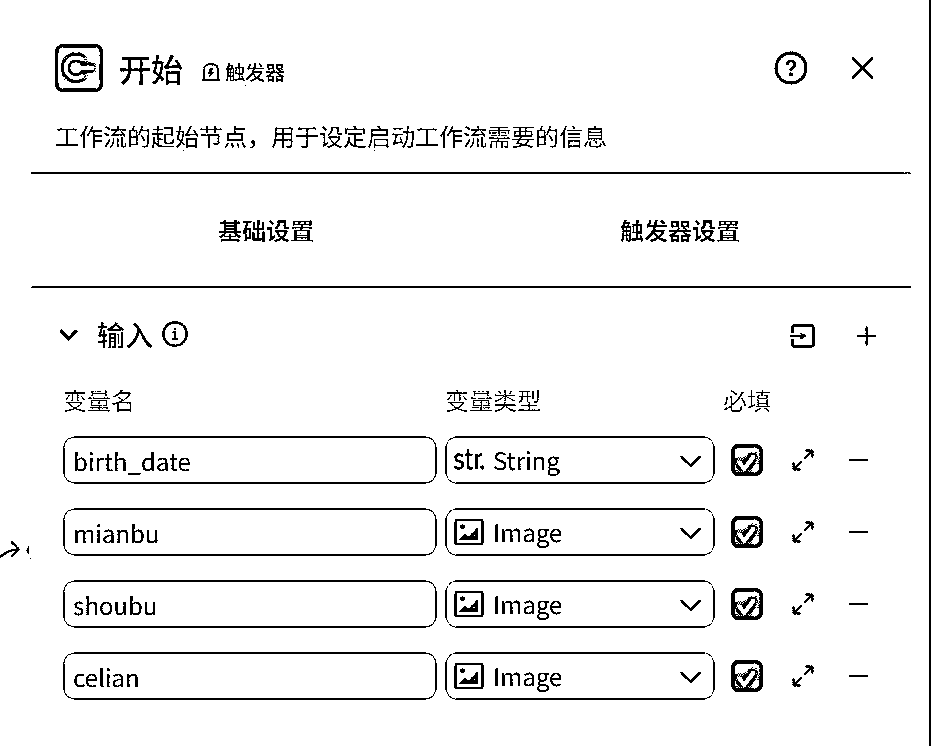 开始 触发器
工作流的起始节点，用于设定启动工作流需要的信息
基础设置 触发器设置
输入
变量名 变量类型 必填
birth_date str. String
mianbu Image
shoubu Image
celian Image